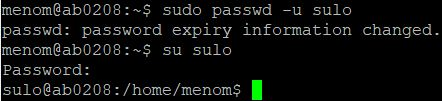 menom@ab0208:~$ sudo passwd -u sulo
passwd: password expiry information changed.
menom@ab0208:~$ su sulo
Password:
sulo@ab0208:/home/menom$